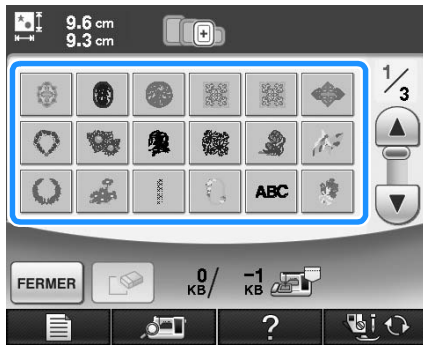 9.6 cm
9.3 cm
1/3
ABC
FERMER
0 KB/
-1 KB
?